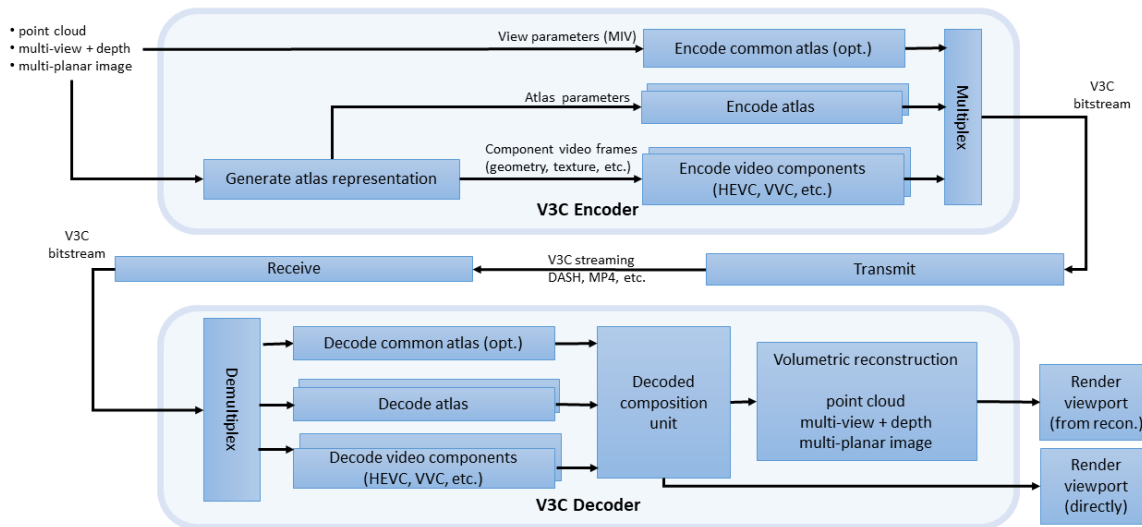 • point cloud
• multi-view + depth
• multi-planar image
View parameters (MIV)
Encode common atlas (opt.)
Atlas parameters
Encode atlas
Component video frames
(geometry, texture, etc.)
Generate atlas representation
Encode video components
(HEVC, VVC, etc.)
Multiplex
V3C Encoder
V3C
bitstream
V3C
bitstream
Receive
V3C streaming
DASH, MP4, etc.
Transmit
Demultiplex
Decode common atlas (opt.)
Decode atlas
Decode video components
(HEVC, VVC, etc.)
Decoded
composition
unit
Volumetric reconstruction
point cloud
multi-view + depth
multi-planar image
Render
viewport
(from recon.)
Render
viewport
(directly)
V3C Decoder